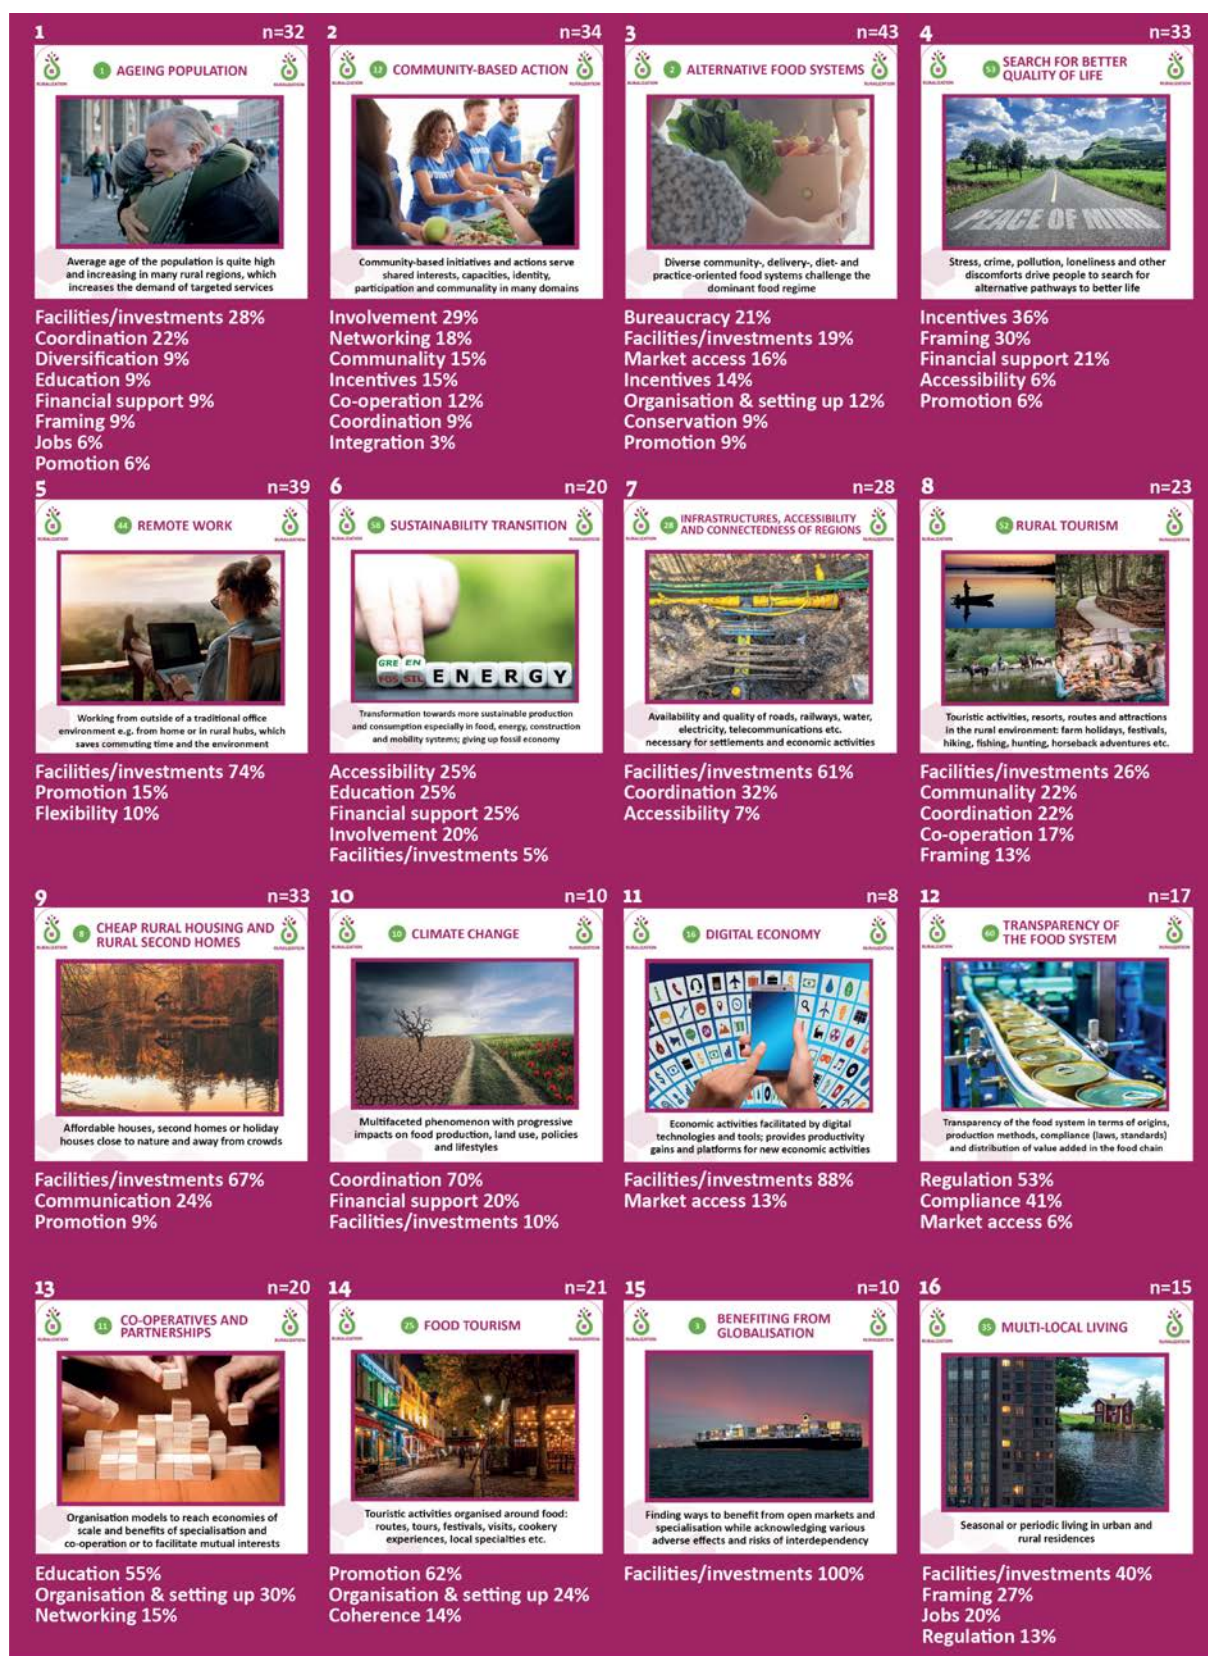 1 n=32
AGEING POPULATION
1
Average age of the population is quite high
and increasing in many rural regions, which
increases the demand of targeted services
Facilities/investments 28%
Coordination 22%
Diversification 9%
Education 9%
Financial support 9%
Framing 9%
Jobs 6%
Pomotion 6%
2 n=34
12 COMMUNITY-BASED ACTION
Community-based initiatives and actions serve
shared interests, capacities, identity,
participation and communality in many domains
Involvement 29%
Networking 18%
Communality 15%
Incentives 15%
Co-operation 12%
Coordination 9%
Integration 3%
3 n=43
2 ALTERNATIVE FOOD SYSTEMS
Diverse community-, delivery-, diet- and
practice-oriented food systems challenge the
dominant food regime
Bureaucracy 21%
Facilities/investments 19%
Market access 16%
Incentives 14%
Organisation & setting up 12%
Conservation 9%
Promotion 9%
4 n=33
53 SEARCH FOR BETTER
QUALITY OF LIFE
PEACE OF MIND
Stress, crime, pollution, loneliness and other
discomforts drive people to search for
alternative pathways to better life
Incentives 36%
Framing 30%
Financial support 21%
Accessibility 6%
Promotion 6%
5 n=39
44 REMOTE WORK
Working from outside of a traditional office
environment e.g. from home or in rural hubs, which
saves commuting time and the environment
Facilities/investments 74%
Promotion 15%
Flexibility 10%
6 n=20
SUSTAINABILITY TRANSITION
GRE EN
FOS SIL ENERGY
Transformation towards more sustainable production
and consumption especially in food, energy, construction
and mobility systems; giving up fossil economy
Accessibility 25%
Education 25%
Financial support 25%
Involvement 20%
Facilities/investments 5%
7 n=28
28 INFRASTRUCTURES, ACCESSIBILITY
AND CONNECTEDNESS OF REGIONS
Availability and quality of roads, railways, water,
electricity, telecommunications etc.
necessary for settlements and economic activities
Facilities/investments 61%
Coordination 32%
Accessibility 7%
8 n=23
52 RURAL TOURISM
Touristic activities, resorts, routes and attractions
in the rural environment: farm holidays, festivals,
hiking, fishing, hunting, horseback adventures etc.
Facilities/investments 26%
Communality 22%
Coordination 22%
Co-operation 17%
Framing 13%
9 n=33
8 CHEAP RURAL HOUSING AND
RURAL SECOND HOMES
Affordable houses, second homes or holiday
houses close to nature and away from crowds
Facilities/investments 67%
Communication 24%
Promotion 9%
10 n=10
10 CLIMATE CHANGE
Multifaceted phenomenon with progressive
impacts on food production, land use, policies
and lifestyles
Coordination 70%
Financial support 20%
Facilities/investments 10%
11 n=8
16 DIGITAL ECONOMY
Economic activities facilitated by digital
technologies and tools; provides productivity
gains and platforms for new economic activities
Facilities/investments 88%
Market access 13%
12 n=17
60 TRANSPARENCY OF
THE FOOD SYSTEM
Transparency of the food system in terms of origins,
production methods, compliance (laws, standards)
and distribution of value added in the food chain
Regulation 53%
Compliance 41%
Market access 6%
13 n=20
11 CO-OPERATIVES AND
PARTNERSHIPS
Organisation models to reach economies of
scale and benefits of specialisation and
co-operation or to facilitate mutual interests
Education 55%
Organisation & setting up 30%
Networking 15%
14 n=21
25 FOOD TOURISM
Touristic activities organised around food:
routes, tours, festivals, visits, cookery
experiences, local specialties etc.
Promotion 62%
Organisation & setting up 24%
Coherence 14%
15 n=10
3 BENEFITING FROM
GLOBALISATION
Finding ways to benefit from open markets and
specialisation while acknowledging various
adverse effects and risks of interdependency
Facilities/investments 100%
16 n=15
35 MULTI-LOCAL LIVING
Seasonal or periodic living in urban and
rural residences
Facilities/investments 40%
Framing 27%
Jobs 20%
Regulation 13%